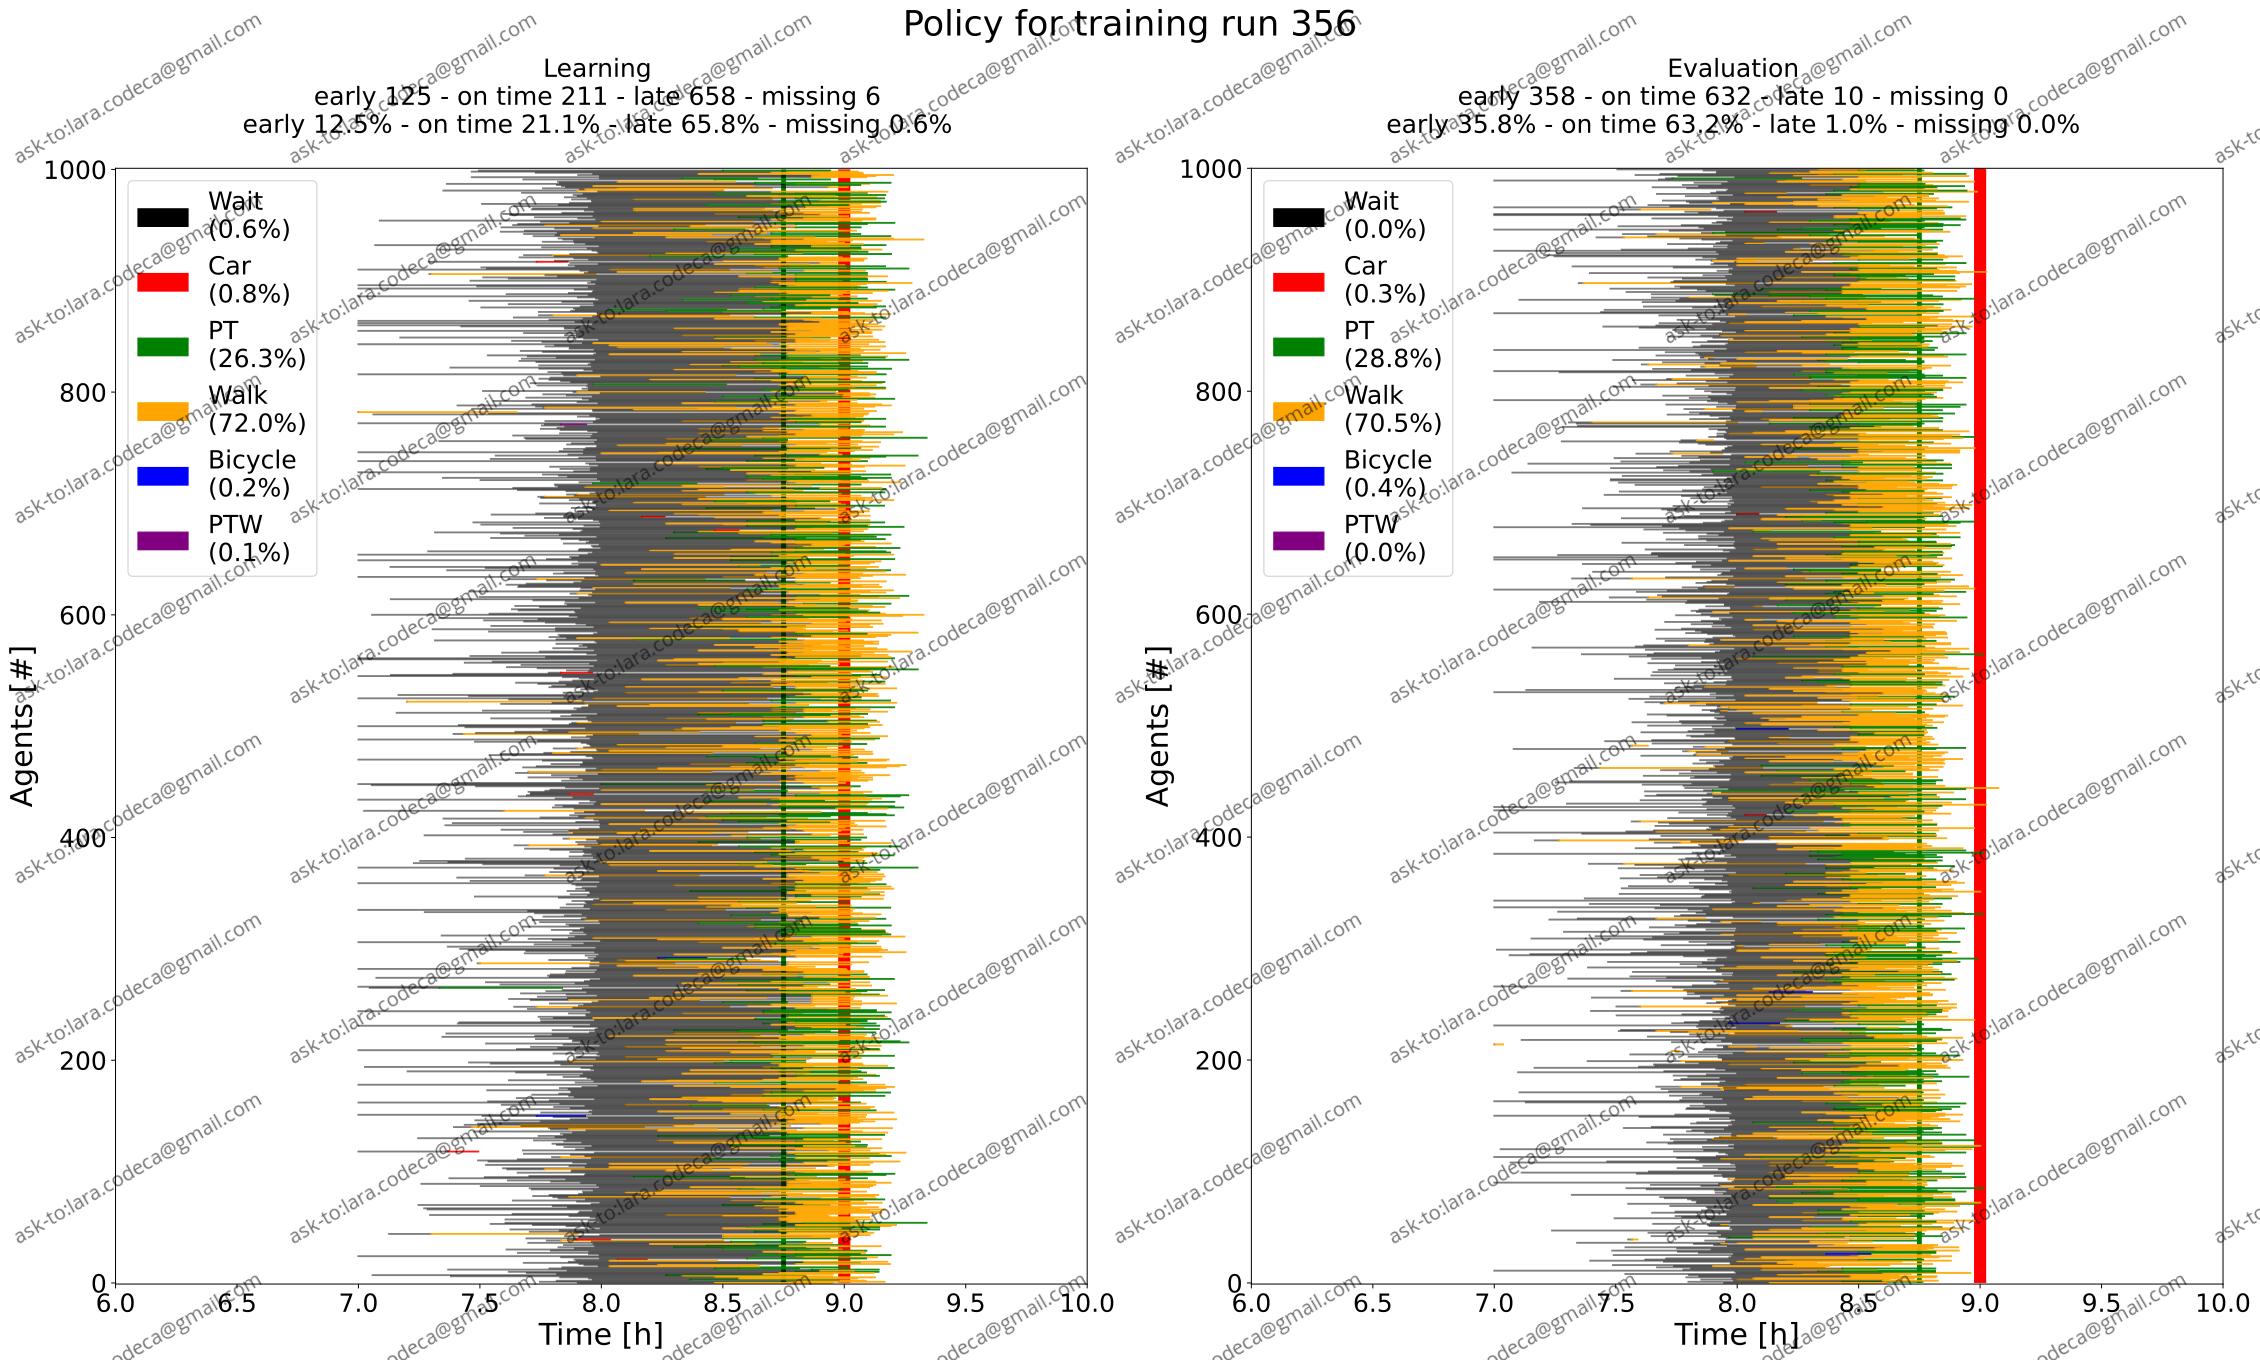 Policy for training run 356
Learning
early 125 - on time 211 - late 658 - missing 6
early 12.5% - on time 21.1% - late 65.8% - missing 0.6%
1000
800
600
400
200
0
Agents [#]
Wait
(0.6%)
Car
(0.8%)
PT
(26.3%)
Walk
(72.0%)
Bicycle
(0.2%)
PTW
(0.1%)
6.0 6.5 7.0 7.5 8.0 8.5 9.0 9.5 10.0
Time [h]
Evaluation
early 358 - on time 632 - late 10 - missing 0
early 35.8% - on time 63.2% - late 1.0% - missing 0.0%
1000
800
600
400
200
0
Agents [#]
Wait
(0.0%)
Car
(0.3%)
PT
(28.8%)
Walk
(70.5%)
Bicycle
(0.4%)
PTW
(0.0%)
6.0 6.5 7.0 7.5 8.0 8.5 9.0 9.5 10.0
Time [h]
ask-to:lara.codeca@gmail.com